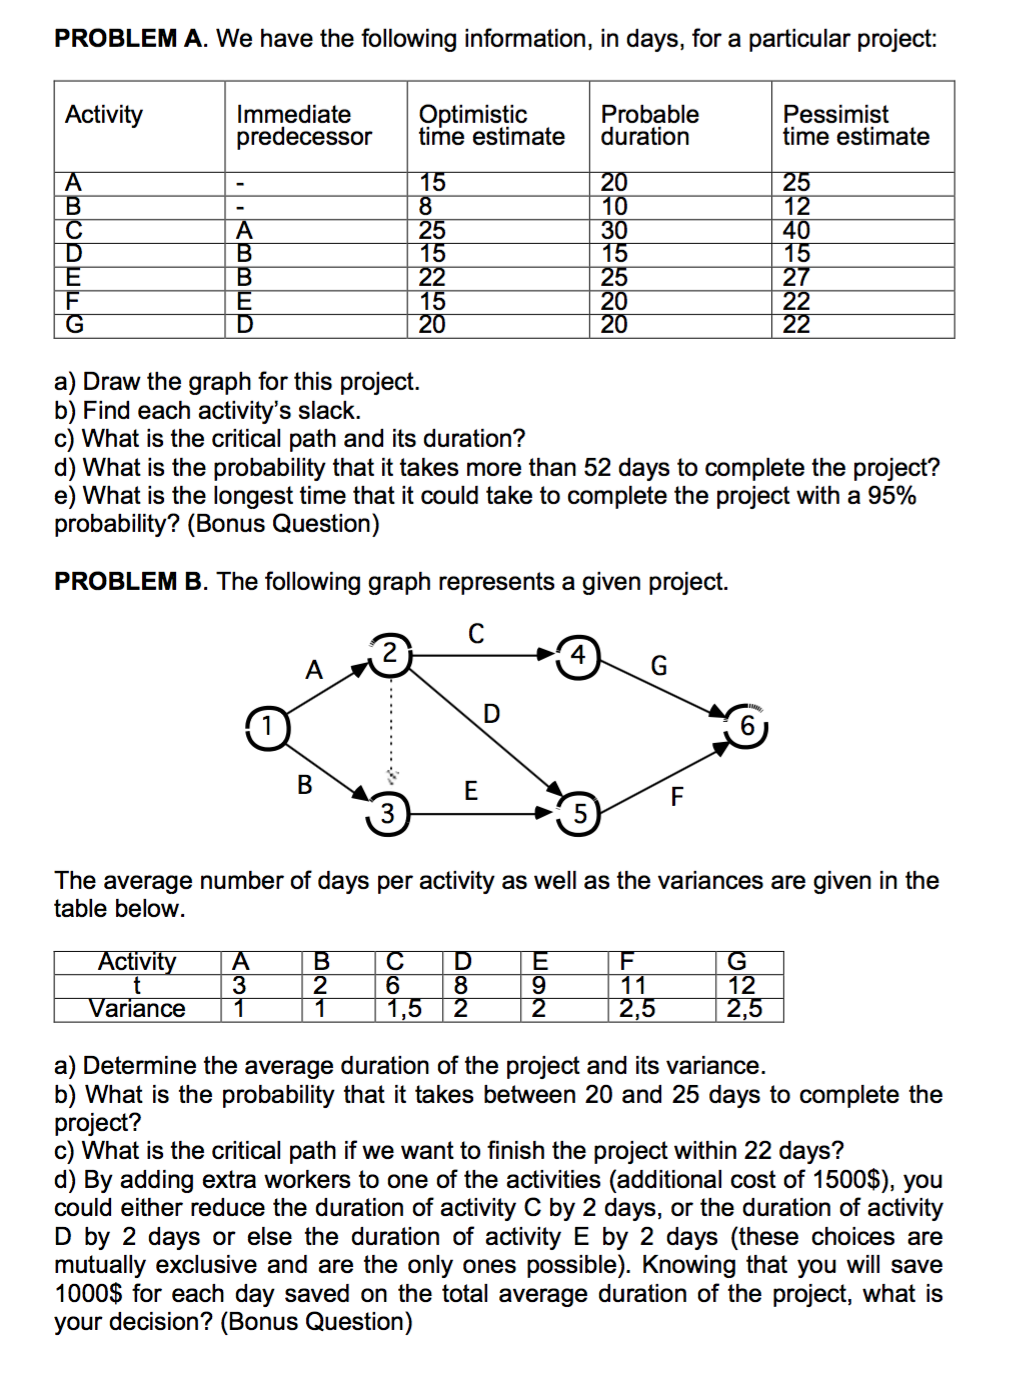 PROBLEM A. We have the following information, in days, for a particular project:
Activity Immediate predecessor Optimistic time estimate Probable duration Pessimist time estimate
A - 15 20 25
B - 8 10 12
C A 25 30 40
D B 15 15 15
E B 22 25 27
F E 15 20 22
G D 20 20 22
a) Draw the graph for this project.
b) Find each activity's slack.
c) What is the critical path and its duration?
d) What is the probability that it takes more than 52 days to complete the project?
e) What is the longest time that it could take to complete the project with a 95%
probability? (Bonus Question)
PROBLEM B. The following graph represents a given project.
C
2 4
A G
1 D 6
B E F
3 5
The average number of days per activity as well as the variances are given in the
table below.
Activity A B C D E F G
t 3 2 6 8 9 11 12
Variance 1 1 1,5 2 2 2,5 2,5
a) Determine the average duration of the project and its variance.
b) What is the probability that it takes between 20 and 25 days to complete the
project?
c) What is the critical path if we want to finish the project within 22 days?
d) By adding extra workers to one of the activities (additional cost of 1500$), you
could either reduce the duration of activity C by 2 days, or the duration of activity
D by 2 days or else the duration of activity E by 2 days (these choices are
mutually exclusive and are the only ones possible). Knowing that you will save
1000$ for each day saved on the total average duration of the project, what is
your decision? (Bonus Question)